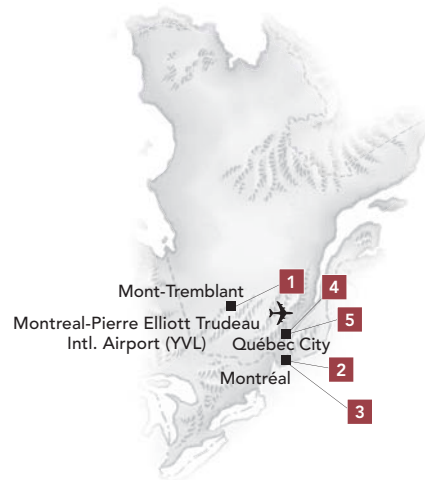 1
Mont-Tremblant
4
Montreal-Pierre Elliott Trudeau
Intl. Airport (YVL)
5
Québec City
2
Montréal
3